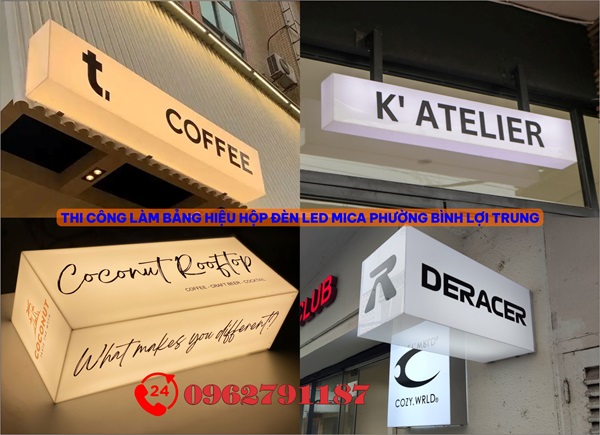 t.
COFFEE
K' ATELIER
THI CÔNG LÀM BẢNG HIỆU HỘP ĐÈN LED MICA PHƯỜNG BÌNH LỢI TRUNG
Coconut Rooftop
COFFEE - CRAFT BEER - COCKTAIL
What makes you different?
COCONUT
CLUB
R
DERACER
COZY.WRLD®
24
0962791187